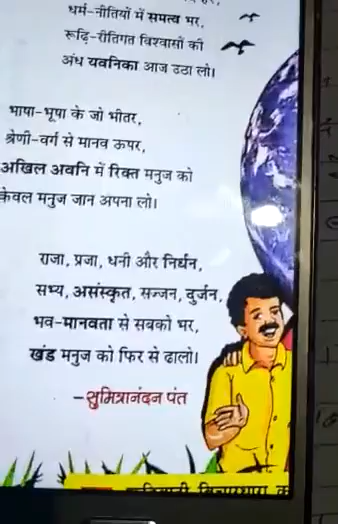 धर्म-नीतियों में समत्व भर,
रूढ़ि-रीतिगत विश्वासों की
अंध यवनिका आज उठा लो।
भाषा-भूषा के जो भीतर,
श्रेणी-वर्ग से मानव ऊपर,
अखिल अवनि में रिक्त मनुज को
केवल मनुज जान अपना लो।
राजा, प्रजा, धनी और निर्धन,
सभ्य, असंस्कृत, सज्जन, दुर्जन,
भव-मानवता से सबको भर,
खंड मनुज को फिर से ढालो।
-सुमित्रानंदन पंत